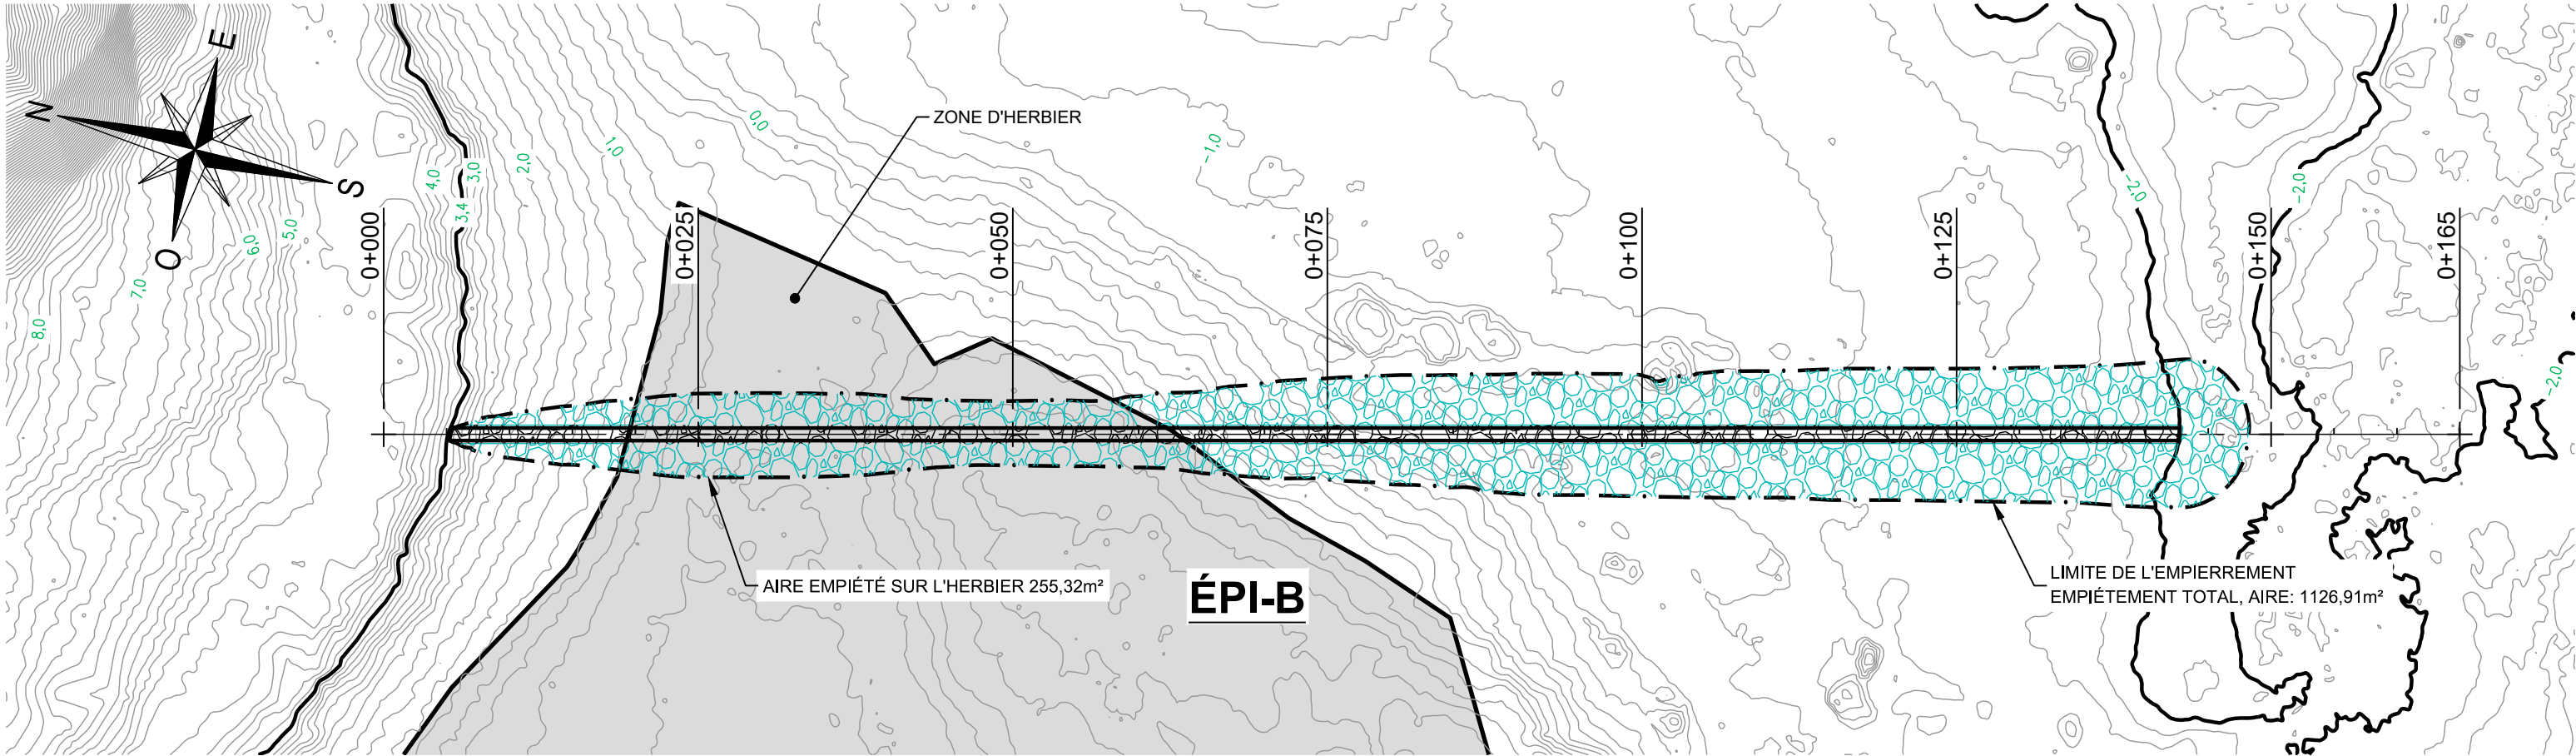 E
N
S
O
8,0
7,0
6,0
5,0
4,0
3,4
3,0
2,0
1,0
0,0
-1,0
-2,0
-2,0
-2,0
ZONE D'HERBIER
0+000
0+025
0+050
0+075
0+100
0+125
0+150
0+165
AIRE EMPIÉTÉ SUR L'HERBIER 255,32m²
ÉPI-B
LIMITE DE L'EMPIERREMENT
EMPIÉTEMENT TOTAL, AIRE: 1126,91m²